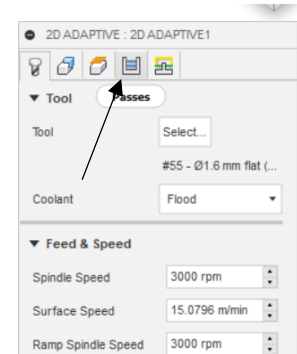 2D ADAPTIVE : 2D ADAPTIVE1
▼ Tool Passes
Tool Select...
#55 - Ø1.6 mm flat (...
Coolant Flood
▼ Feed & Speed
Spindle Speed 3000 rpm
Surface Speed 15.0796 m/min
Ramp Spindle Speed 3000 rpm